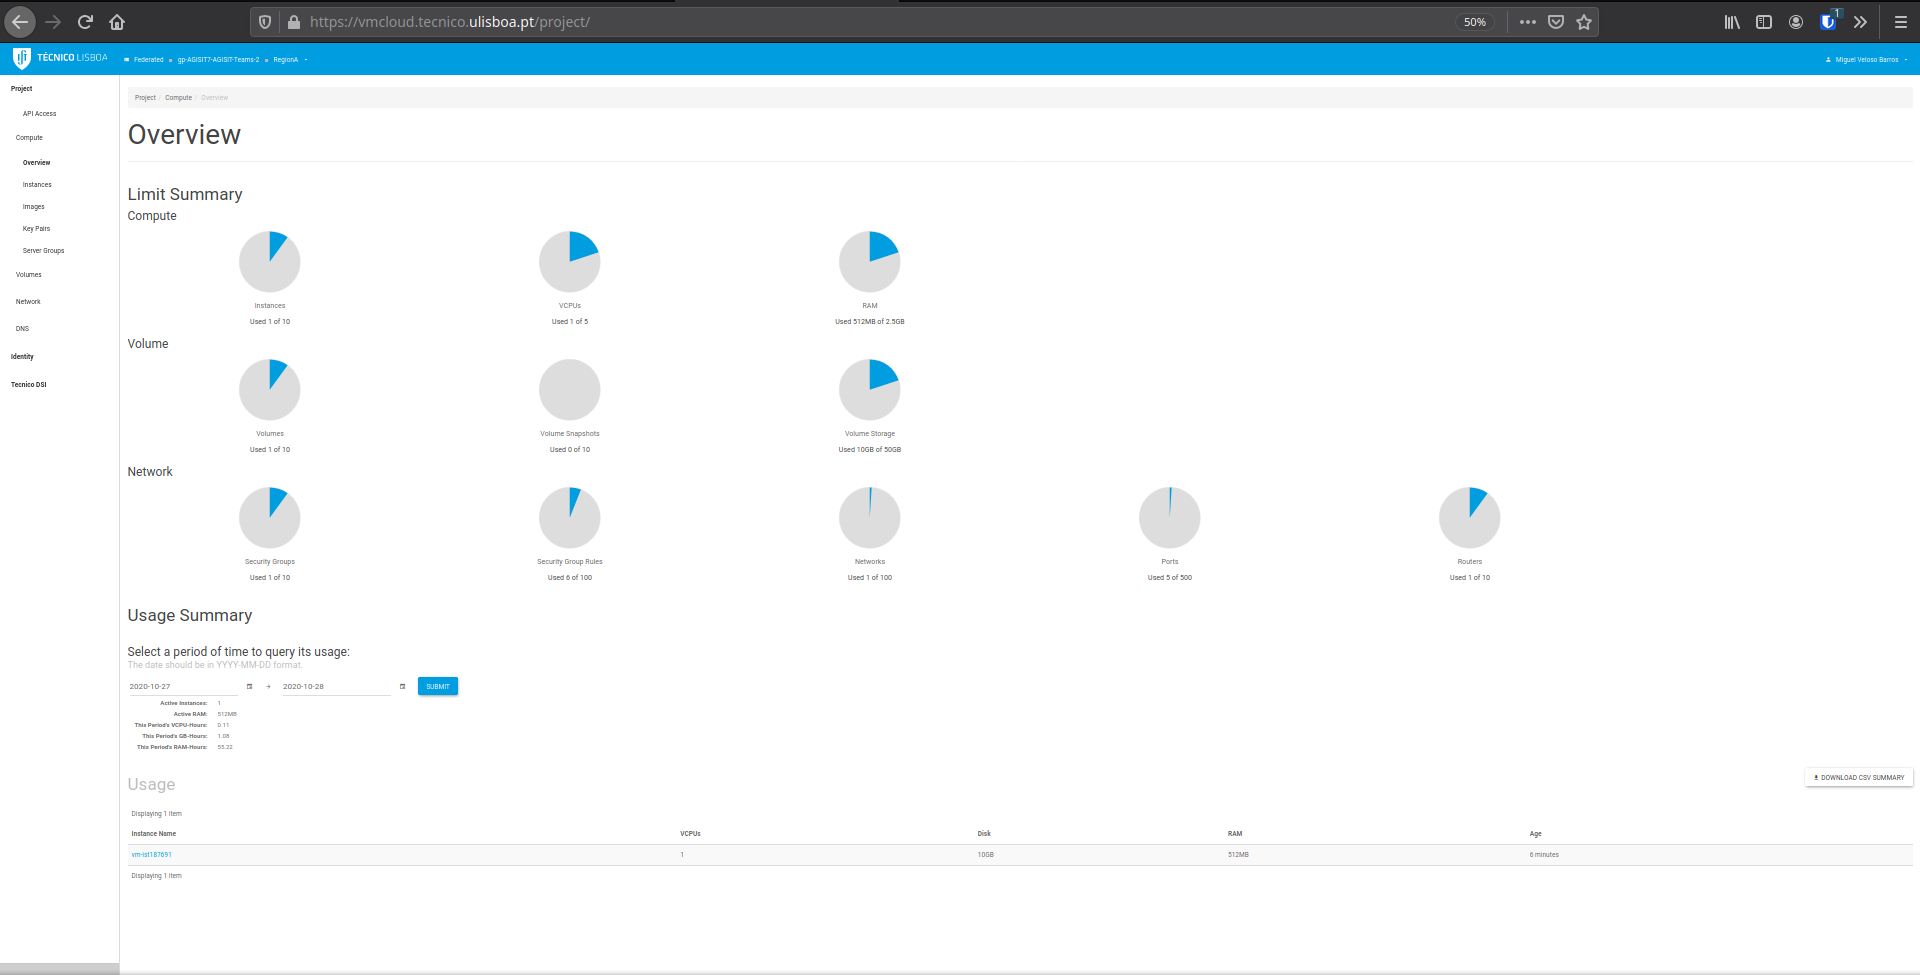 https://vmcloud.tecnico.ulisboa.pt/project/
50%
1
TÉCNICO LISBOA
Federated
gp-AGISIT7-AGISIT-Teams-2
RegionA
Miguel Veloso Barros
Project
API Access
Compute
Overview
Instances
Images
Key Pairs
Server Groups
Volumes
Network
DNS
Identity
Tecnico DSI
Project / Compute / Overview
Overview
Limit Summary
Compute
Instances
Used 1 of 10
VCPUs
Used 1 of 5
RAM
Used 512MB of 2.5GB
Volume
Volumes
Used 1 of 10
Volume Snapshots
Used 0 of 10
Volume Storage
Used 10GB of 50GB
Network
Security Groups
Used 1 of 10
Security Group Rules
Used 6 of 100
Networks
Used 1 of 100
Ports
Used 5 of 500
Routers
Used 1 of 10
Usage Summary
Select a period of time to query its usage:
The date should be in YYYY-MM-DD format.
2020-10-27 → 2020-10-28 SUBMIT
Active Instances: 1
Active RAM: 512MB
This Period's VCPU-Hours: 0.11
This Period's GB-Hours: 1.08
This Period's RAM-Hours: 55.22
Usage
DOWNLOAD CSV SUMMARY
Displaying 1 item
Instance Name VCPUs Disk RAM Age
vm-ist187691 1 10GB 512MB 6 minutes
Displaying 1 item